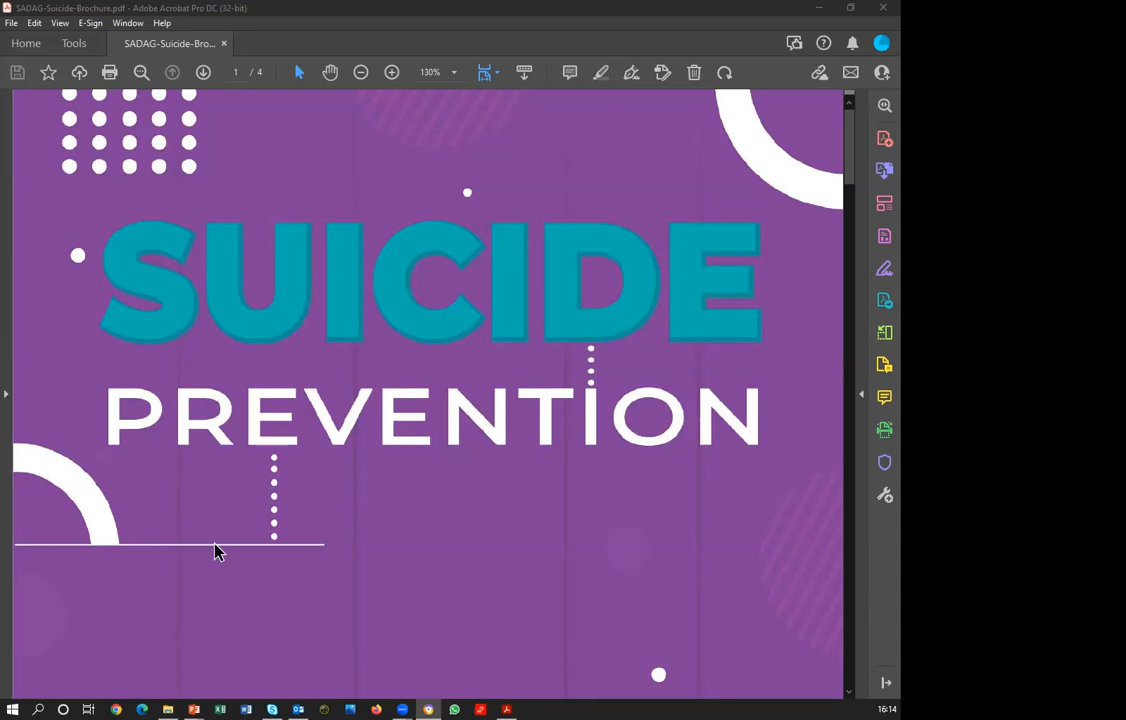 SADAG-Suicide-Brochure.pdf - Adobe Acrobat Pro DC (32-bit)
File Edit View E-Sign Window Help
Home Tools SADAG-Suicide-Bro... ×
1 / 4 130%
SUICIDE
PREVENTION
16:14